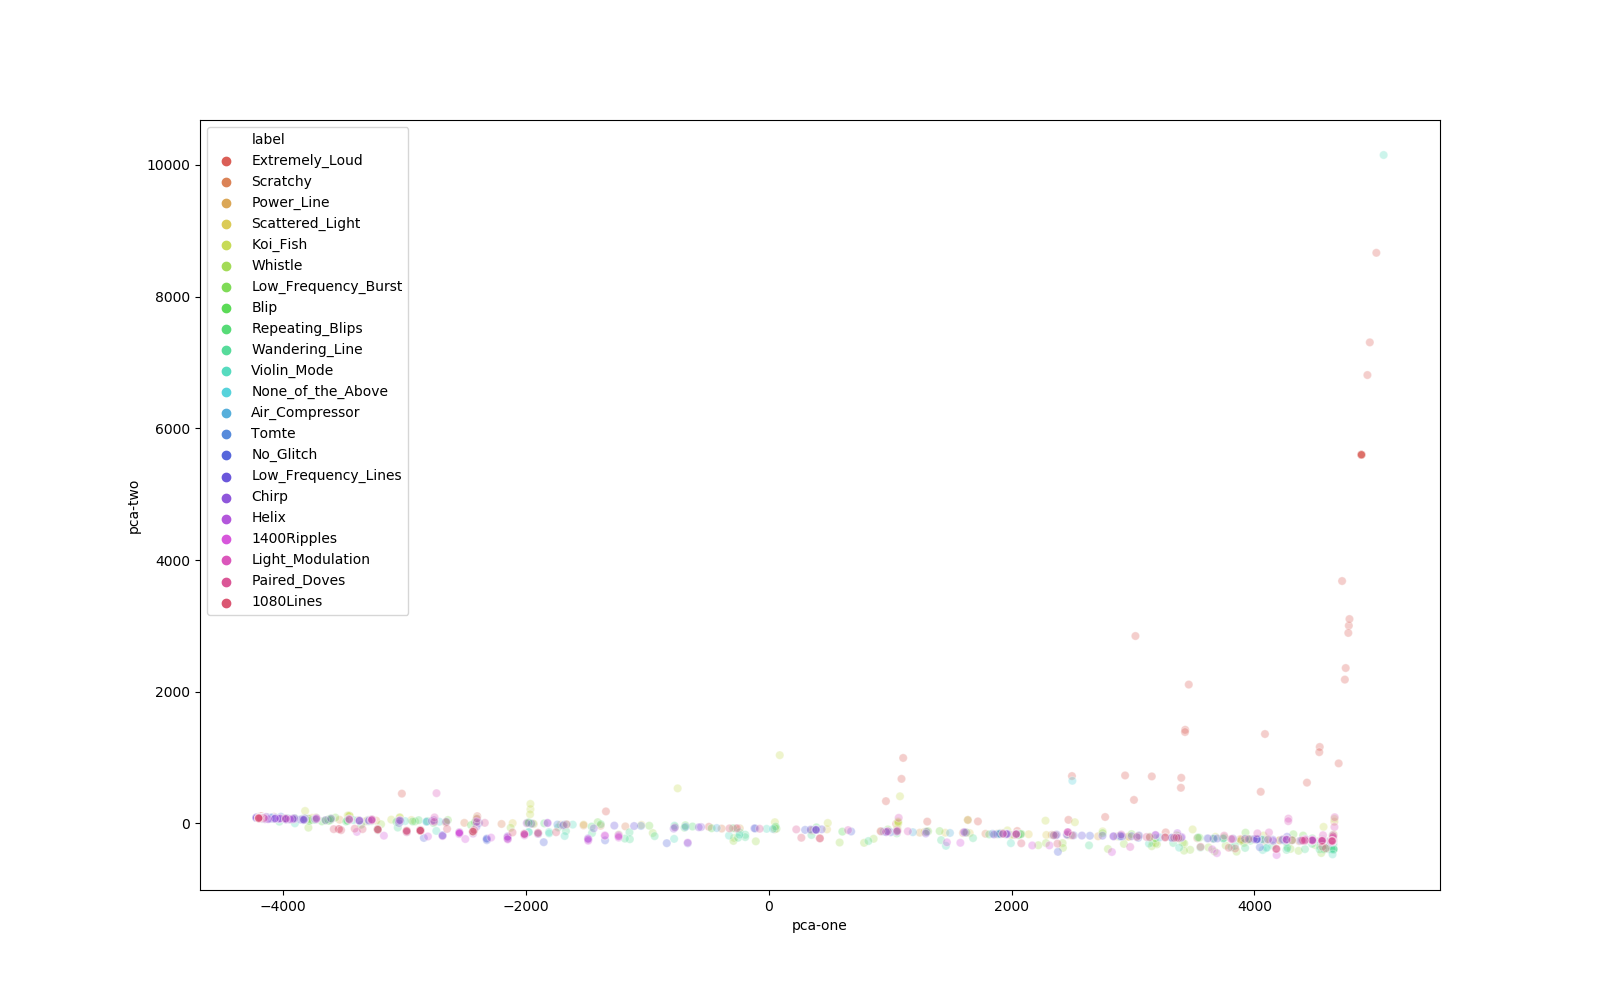 label
Extremely_Loud
Scratchy
Power_Line
Scattered_Light
Koi_Fish
Whistle
Low_Frequency_Burst
Blip
Repeating_Blips
Wandering_Line
Violin_Mode
None_of_the_Above
Air_Compressor
Tomte
No_Glitch
Low_Frequency_Lines
Chirp
Helix
1400Ripples
Light_Modulation
Paired_Doves
1080Lines
10000
8000
6000
4000
2000
0
pca-two
−4000 −2000 0 2000 4000
pca-one